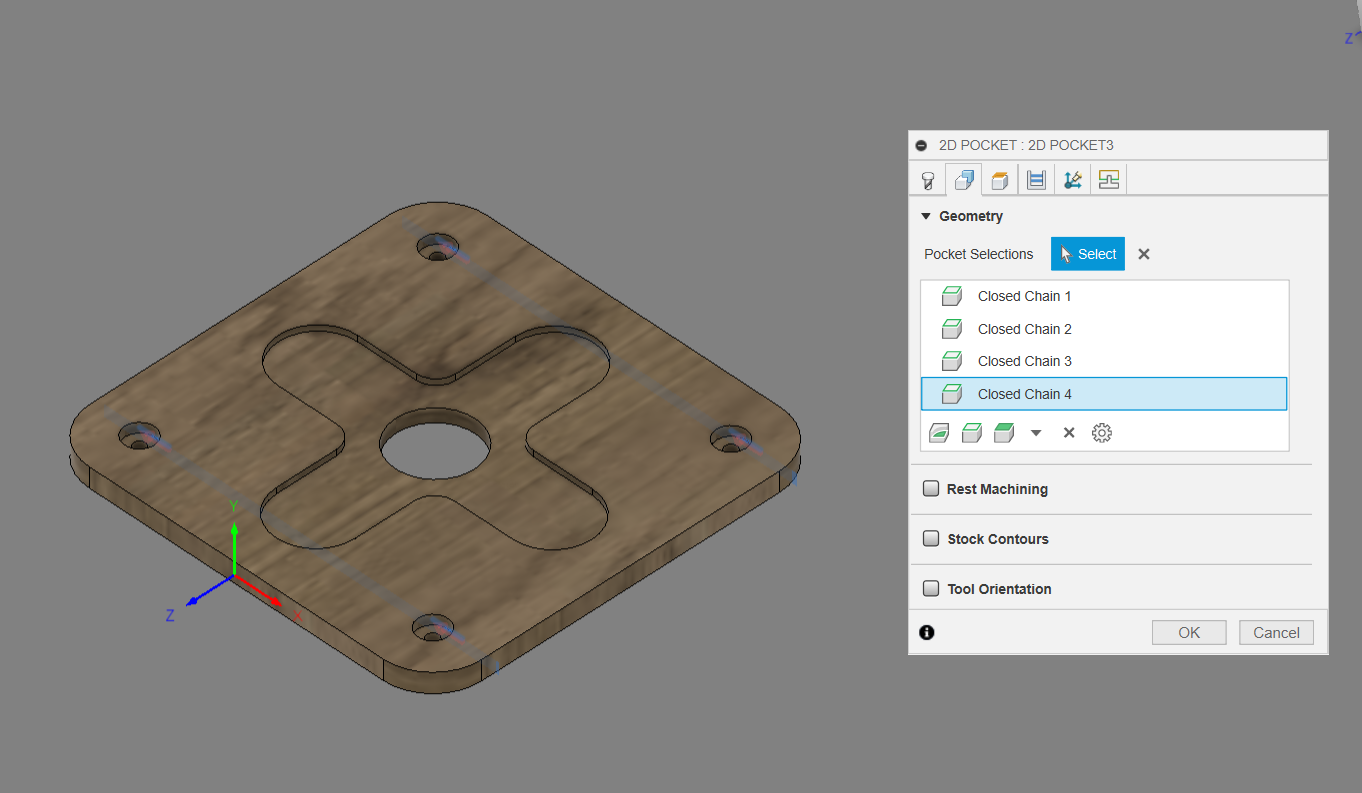 Z
2D POCKET : 2D POCKET3
Geometry
Pocket Selections Select
Closed Chain 1
Closed Chain 2
Closed Chain 3
Closed Chain 4
Rest Machining
Stock Contours
Tool Orientation
OK Cancel
Y
Z
X